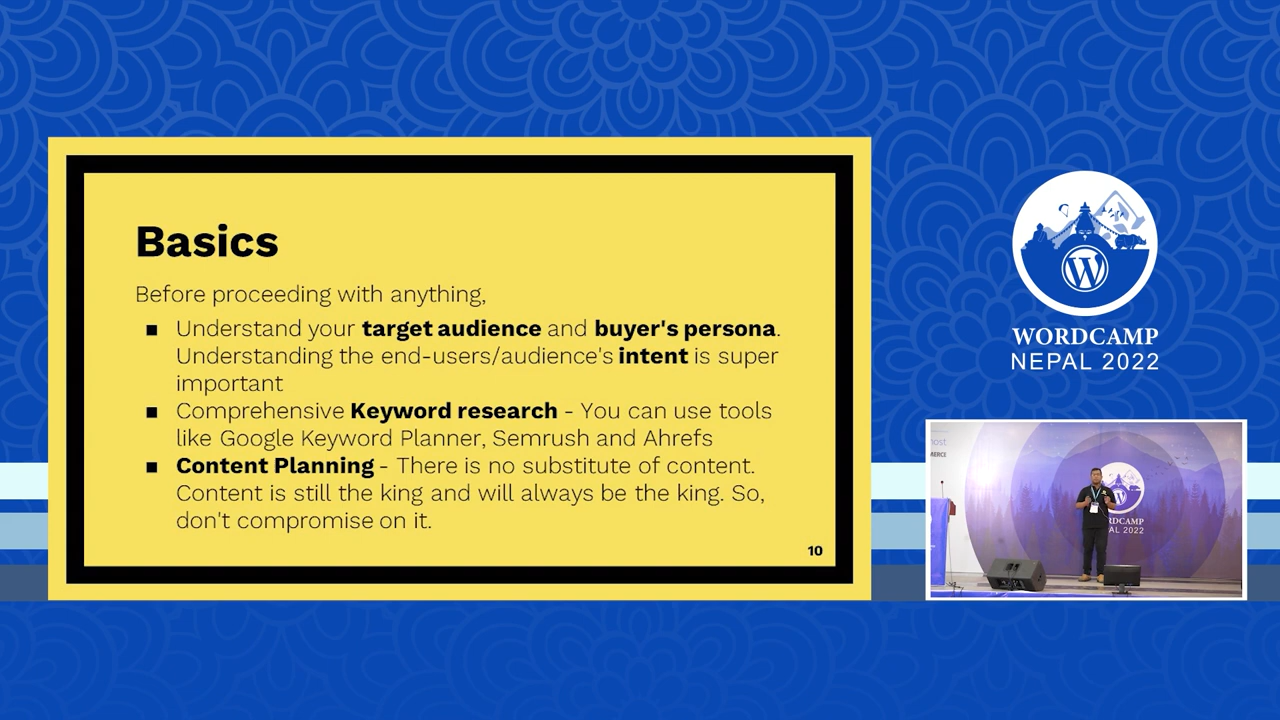 Basics
Before proceeding with anything,
▪ Understand your target audience and buyer's persona.
Understanding the end-users/audience's intent is super
important
▪ Comprehensive Keyword research - You can use tools
like Google Keyword Planner, Semrush and Ahrefs
▪ Content Planning - There is no substitute of content.
Content is still the king and will always be the king. So,
don't compromise on it.
10
WORDCAMP
NEPAL 2022